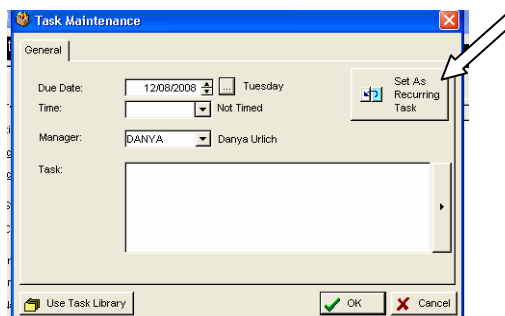 Task Maintenance
General
Due Date: 12/08/2008 ... Tuesday
Set As
Recurring
Task
Time: Not Timed
Manager: DANYA Danya Urlich
Task:
Use Task Library OK Cancel